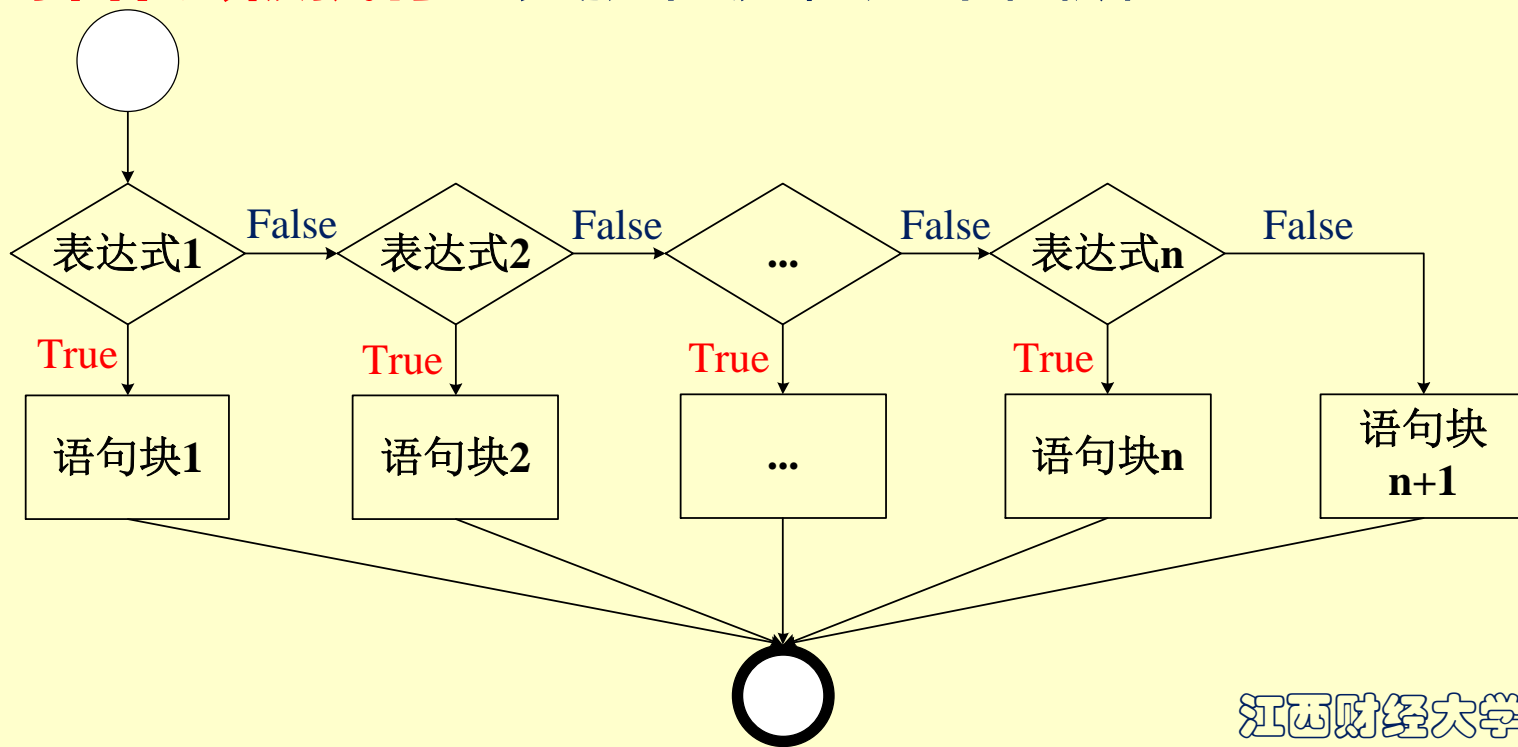 False
False
False
False
表达式1
表达式2
...
表达式n
True
True
True
True
语句块1
语句块2
...
语句块n
语句块
n+1
江西财经大学